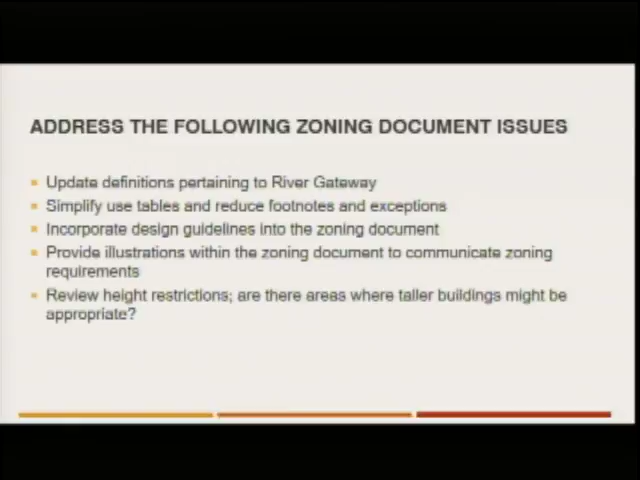 ADDRESS THE FOLLOWING ZONING DOCUMENT ISSUES
Update definitions pertaining to River Gateway
Simplify use tables and reduce footnotes and exceptions
Incorporate design guidelines into the zoning document
Provide illustrations within the zoning document to communicate zoning
requirements
Review height restrictions; are there areas where taller buildings might be
appropriate?